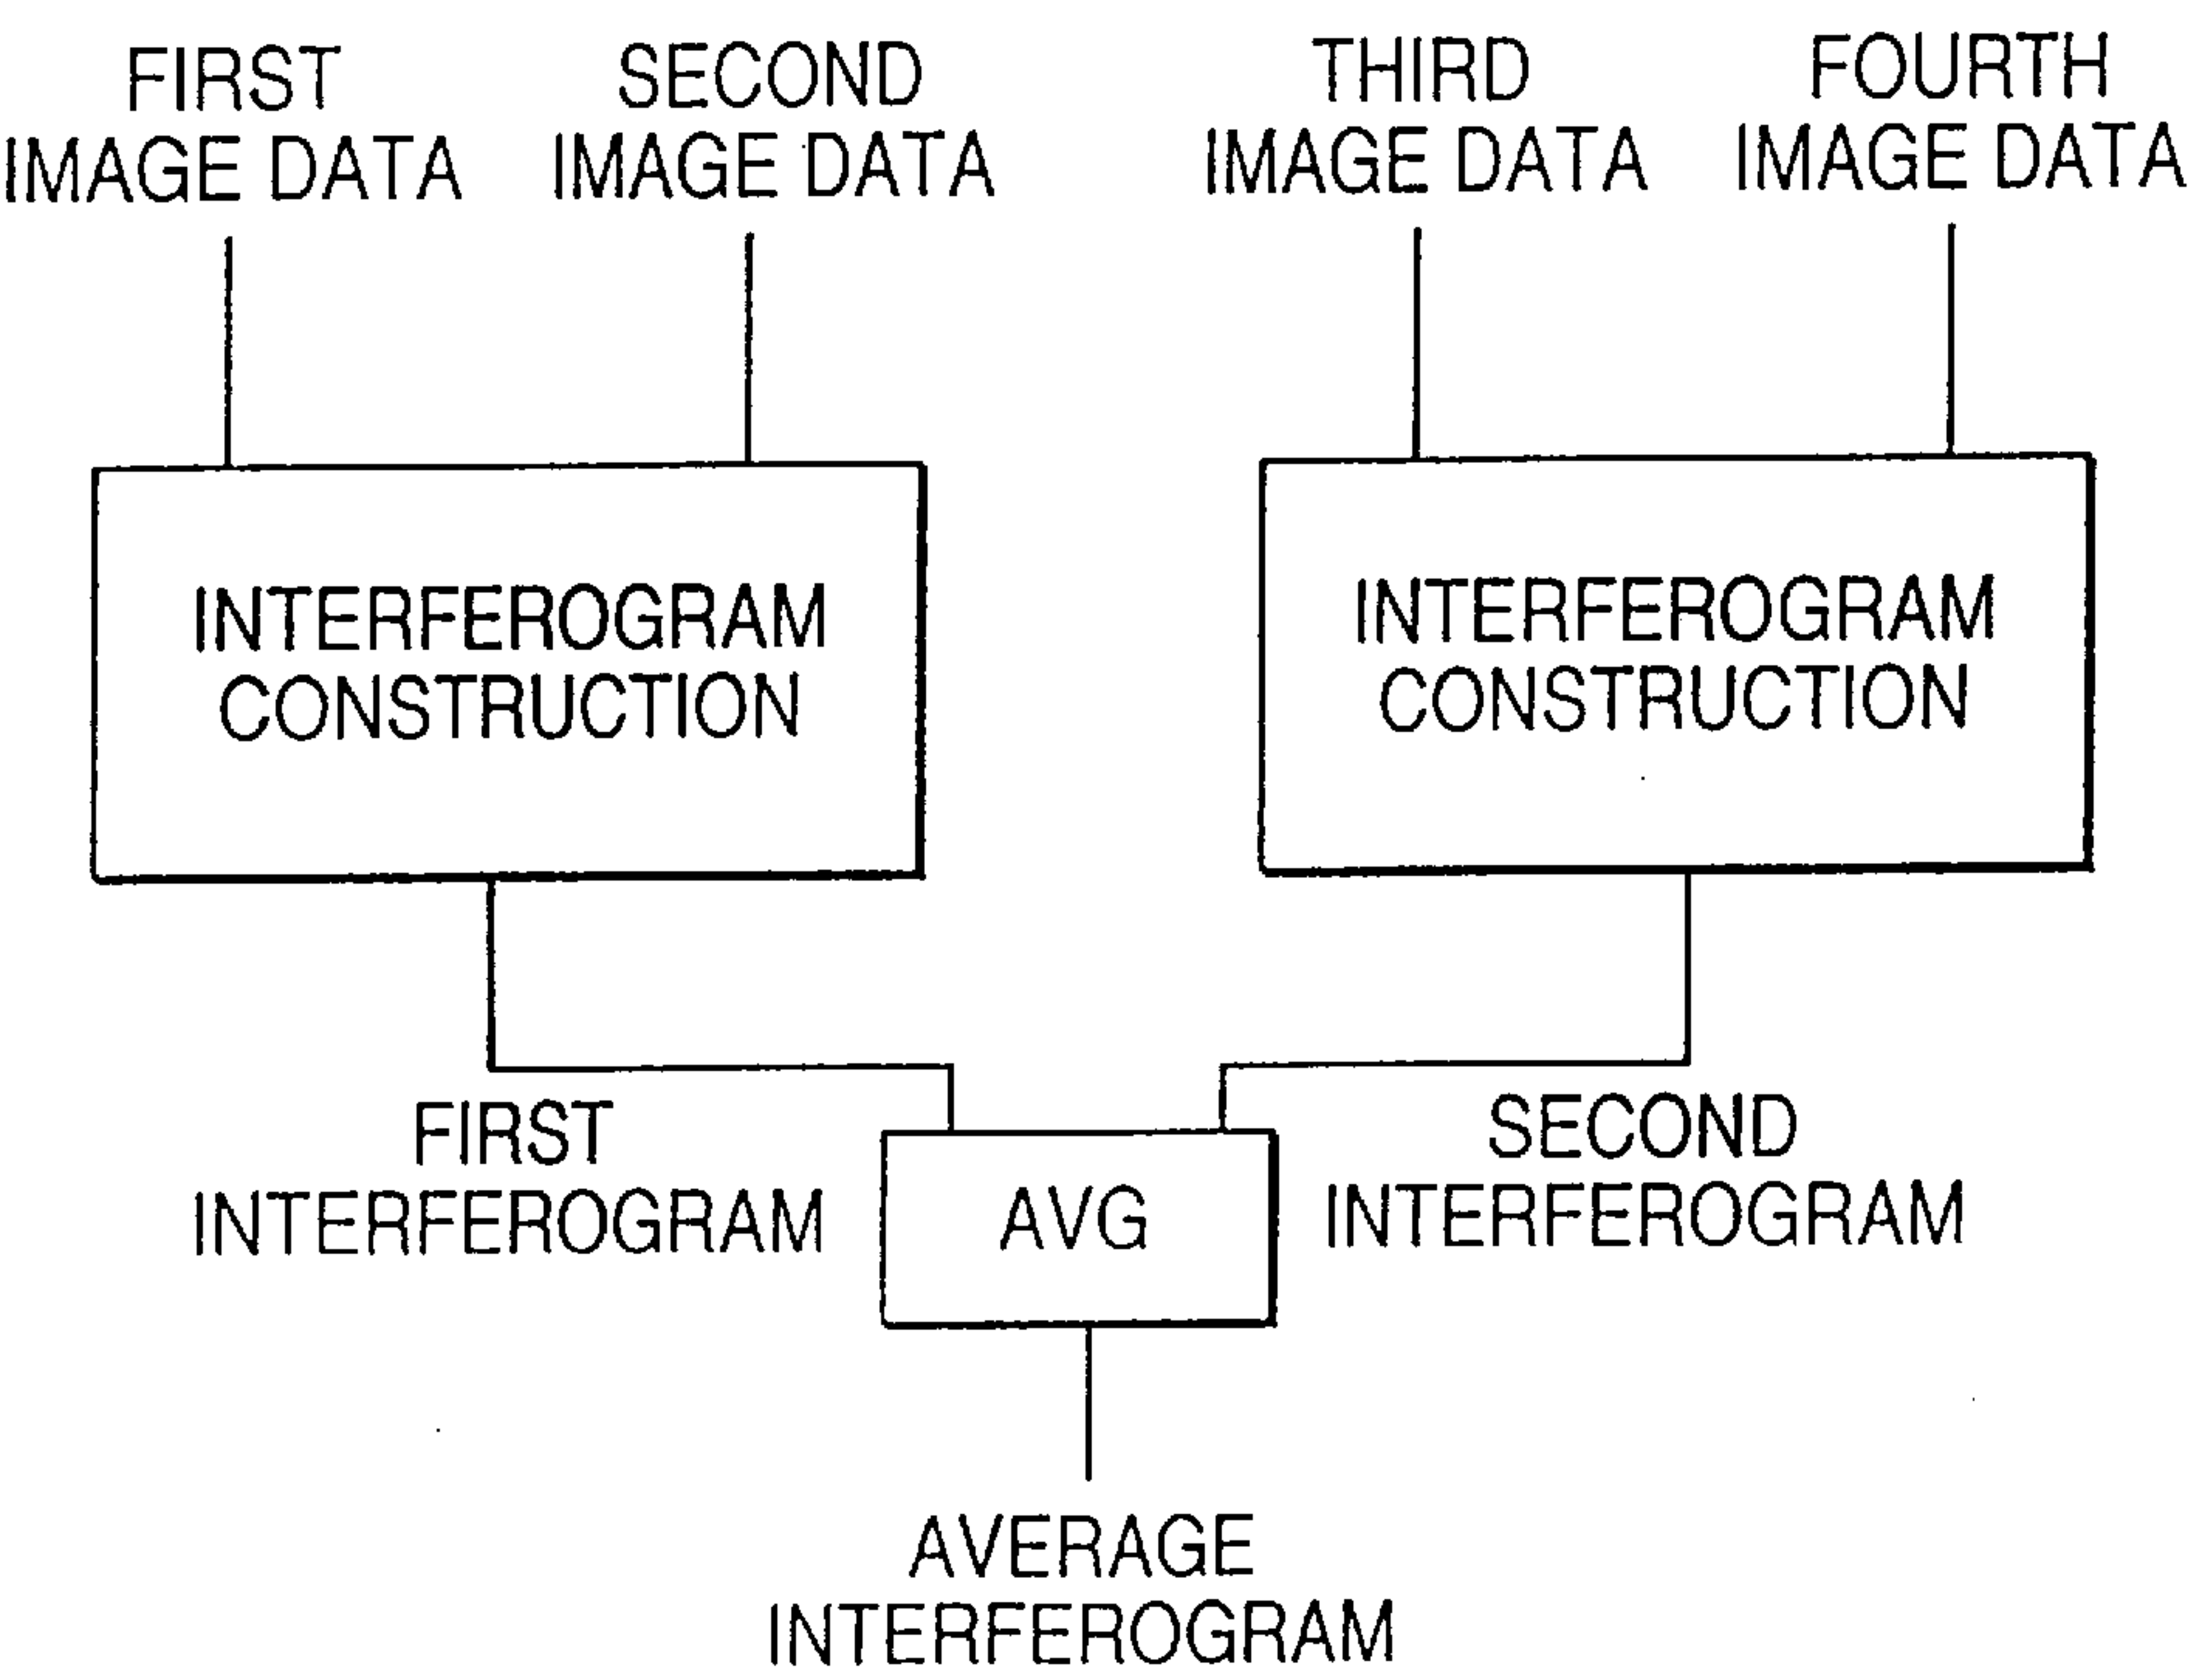 FIRST
IMAGE DATA
SECOND
IMAGE DATA
THIRD
IMAGE DATA
FOURTH
IMAGE DATA
INTERFEROGRAM
CONSTRUCTION
INTERFEROGRAM
CONSTRUCTION
FIRST
INTERFEROGRAM
AVG
SECOND
INTERFEROGRAM
AVERAGE
INTERFEROGRAM